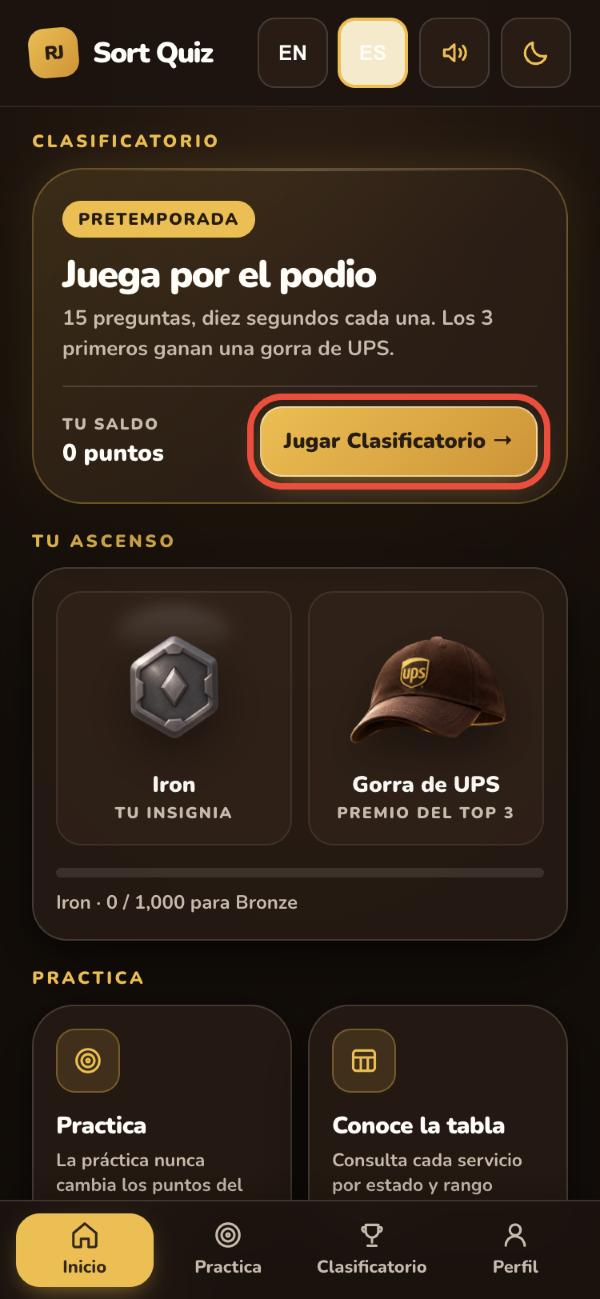 RJ Sort Quiz EN ES
CLASIFICATORIO
PRETEMPORADA
Juega por el podio
15 preguntas, diez segundos cada una. Los 3
primeros ganan una gorra de UPS.
TU SALDO
0 puntos
Jugar Clasificatorio →
TU ASCENSO
ups
Iron
TU INSIGNIA
Gorra de UPS
PREMIO DEL TOP 3
Iron · 0 / 1,000 para Bronze
PRACTICA
Practica
La práctica nunca
cambia los puntos del
Conoce la tabla
Consulta cada servicio
por estado y rango
Inicio Practica Clasificatorio Perfil